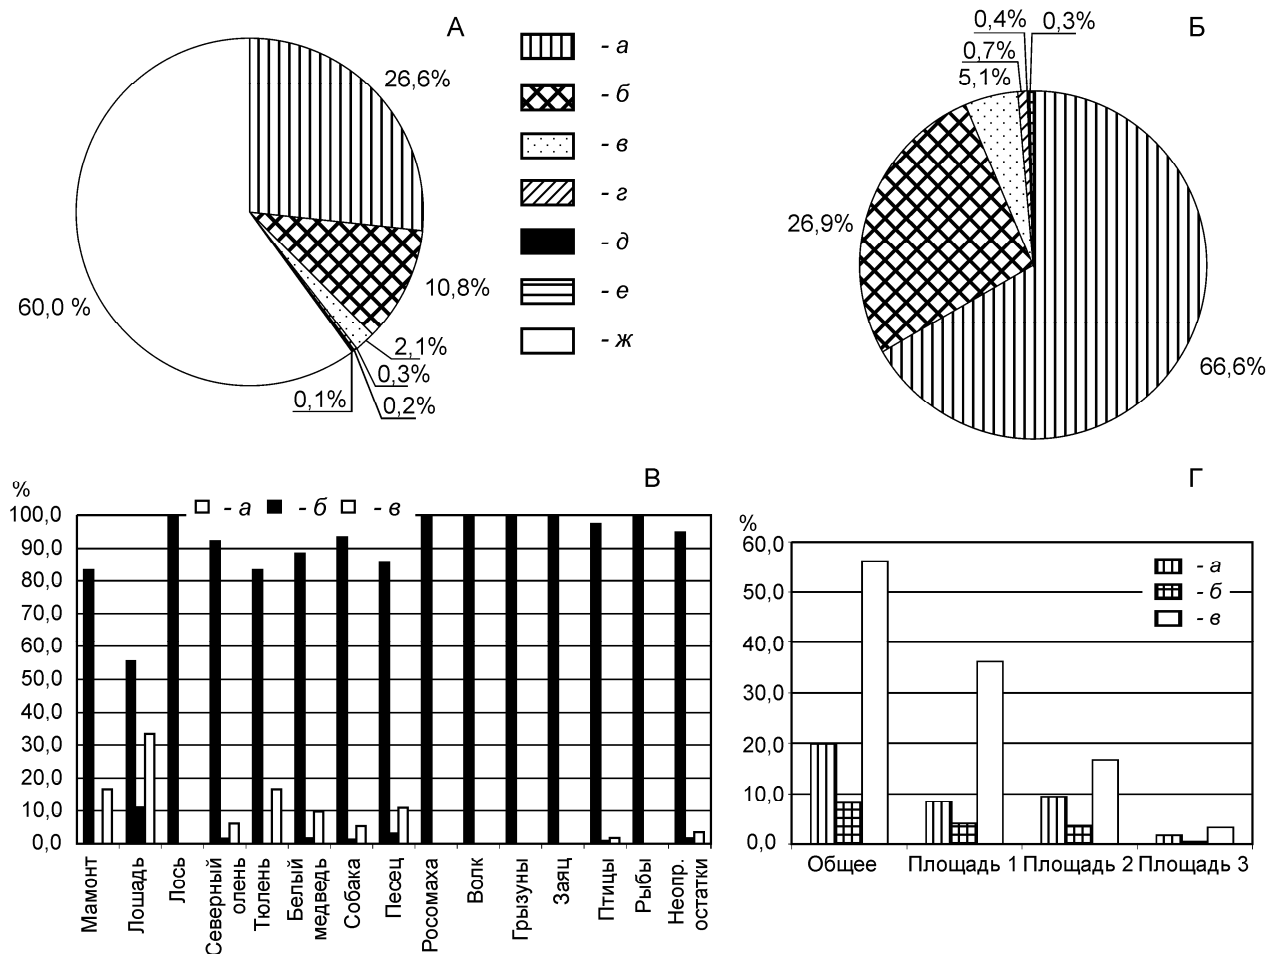 А
26,6%
10,8%
2,1%
0,3%
0,2%
0,1%
60,0 %
- а
- б
- в
- г
- д
- е
- ж
Б
0,4%
0,3%
0,7%
5,1%
26,9%
66,6%
В
%
- а - б - в
100,0
90,0
80,0
70,0
60,0
50,0
40,0
30,0
20,0
10,0
0,0
Мамонт
Лошадь
Лось
Северный
олень
Тюлень
Белый
медведь
Собака
Песец
Росомаха
Волк
Грызуны
Заяц
Птицы
Рыбы
Неопр.
остатки
Г
%
60,0
50,0
40,0
30,0
20,0
10,0
0,0
- а
- б
- в
Общее
Площадь 1
Площадь 2
Площадь 3